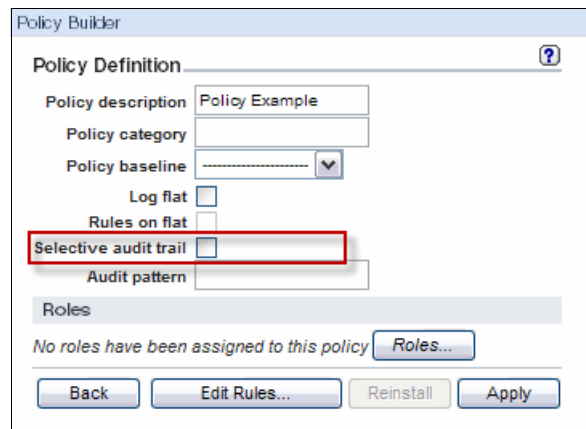 Policy Builder
Policy Definition ?
Policy description Policy Example
Policy category
Policy baseline ----------------------
Log flat
Rules on flat
Selective audit trail
Audit pattern
Roles
No roles have been assigned to this policy Roles...
Back Edit Rules... Reinstall Apply